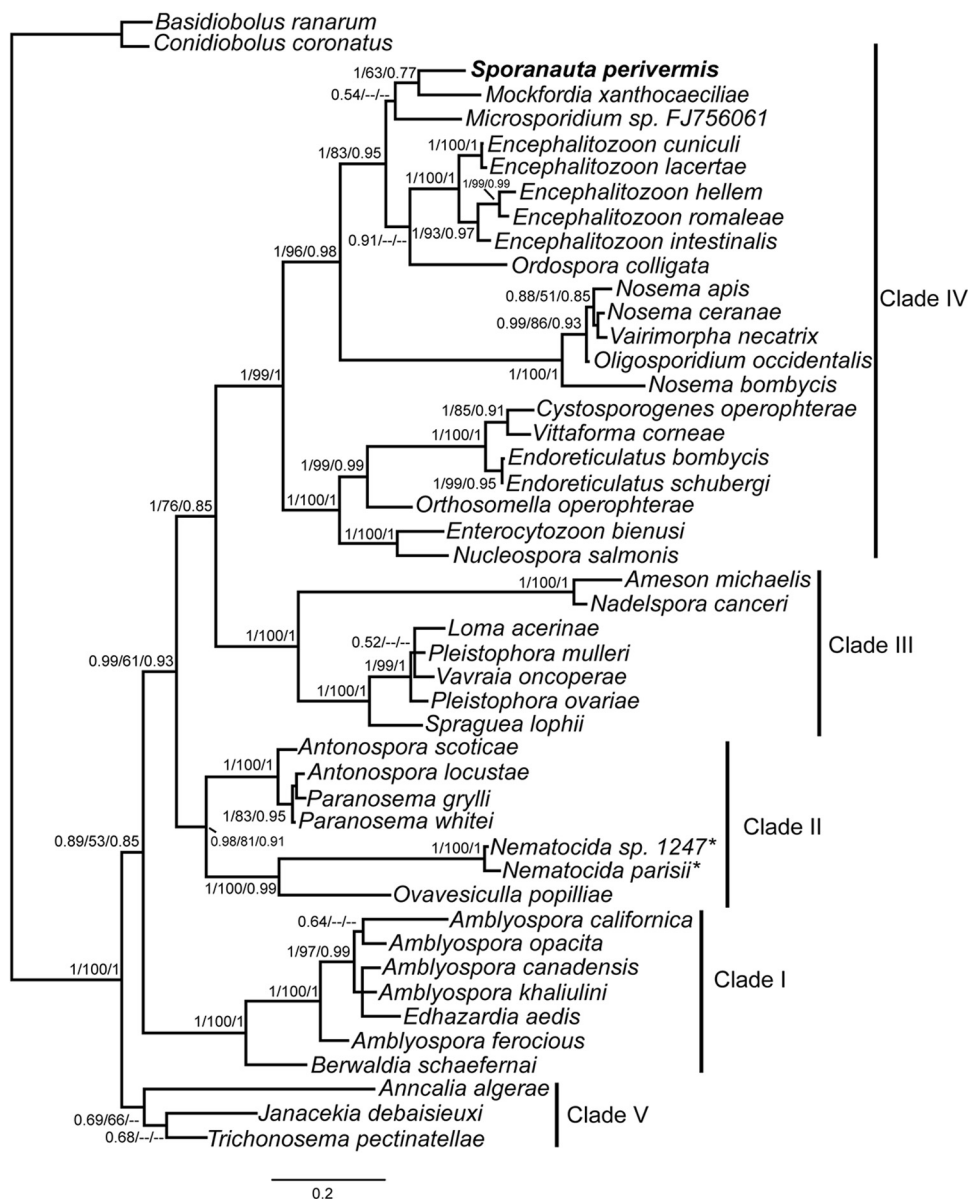 Basidiobolus ranarum
Conidiobolus coronatus
1/63/0.77
Sporanauta perivermis
0.54/--/--
Mockfordia xanthocaeciliae
Microsporidium sp. FJ756061
1/83/0.95
1/100/1
Encephalitozoon cuniculi
Encephalitozoon lacertae
1/100/1
1/99/0.99
Encephalitozoon hellem
Encephalitozoon romaleae
1/93/0.97
Encephalitozoon intestinalis
0.91/--/--
1/96/0.98
Ordospora colligata
0.88/51/0.85
Nosema apis
Clade IV
Nosema ceranae
0.99/86/0.93
Vairimorpha necatrix
Oligosporidium occidentalis
1/99/1
1/100/1
Nosema bombycis
1/85/0.91
Cystosporogenes operophterae
1/100/1
Vittaforma corneae
Endoreticulatus bombycis
1/99/0.99
1/99/0.95
Endoreticulatus schubergi
1/76/0.85
1/100/1
Orthosomella operophterae
1/100/1
Enterocytozoon bienusi
Nucleospora salmonis
1/100/1
Ameson michaelis
Nadelspora canceri
1/100/1
Loma acerinae
0.52/--/--
Clade III
Pleistophora mulleri
0.99/61/0.93
1/99/1
Vavraia oncoperae
1/100/1
Pleistophora ovariae
Spraguea lophii
Antonospora scoticae
1/100/1
Antonospora locustae
Paranosema grylli
1/83/0.95
Paranosema whitei
Clade II
0.98/81/0.91
0.89/53/0.85
1/100/1
Nematocida sp. 1247*
Nematocida parisii*
1/100/0.99
Ovavesiculla popilliae
0.64/--/--
Amblyospora californica
Amblyospora opacita
1/97/0.99
1/100/1
Amblyospora canadensis
Clade I
1/100/1
Amblyospora khaliulini
Edhazardia aedis
1/100/1
Amblyospora ferocious
Berwaldia schaefernai
Anncalia algerae
0.69/66/--
Janacekia debaisieuxi
Clade V
0.68/--/--
Trichonosema pectinatellae
0.2